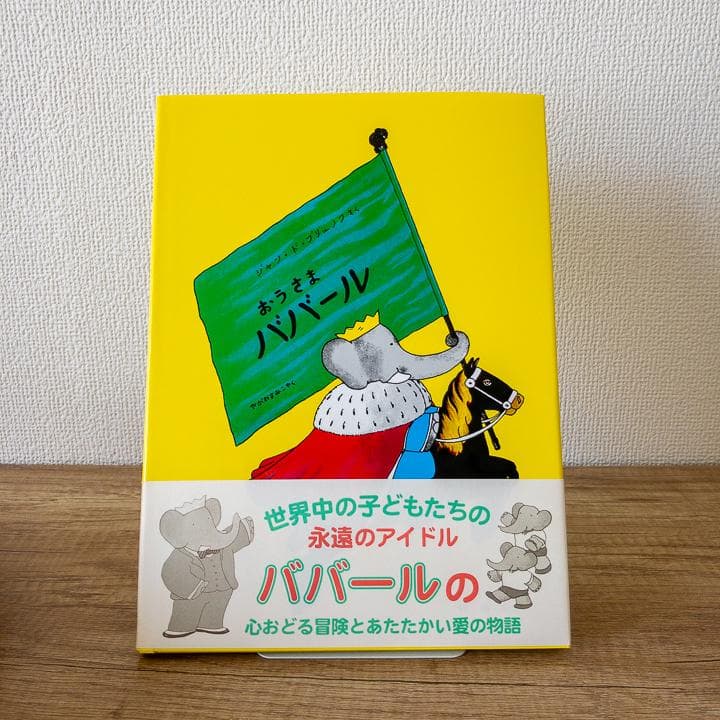 ジャン・ド・ブリュノフ さく
おうさま
ババール
やがわすみこやく
世界中の子どもたちの
永遠のアイドル
ババールの
心おどる冒険とあたたかい愛の物語